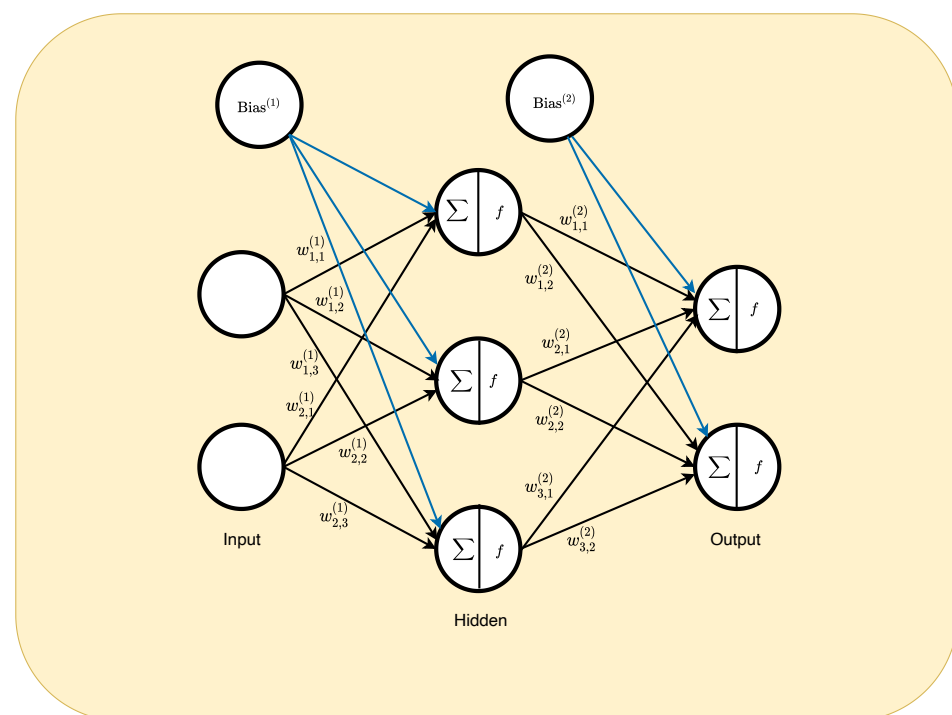 Bias^{(1)}
Bias^{(2)}
∑ f
w_{1,1}^{(1)}
w_{1,1}^{(2)}
w_{1,2}^{(1)}
w_{1,2}^{(2)}
∑ f
w_{1,3}^{(1)}
w_{2,1}^{(2)}
∑ f
w_{2,1}^{(1)}
w_{2,2}^{(2)}
w_{2,2}^{(1)}
∑ f
w_{3,1}^{(2)}
w_{2,3}^{(1)}
w_{3,2}^{(2)}
∑ f
Input
Output
Hidden